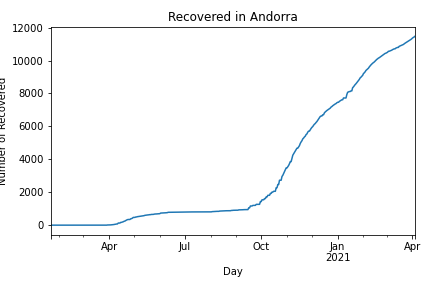 Recovered in Andorra
12000
10000
8000
6000
4000
2000
0
Number of Recovered
Apr
Jul
Oct
Jan
2021
Apr
Day